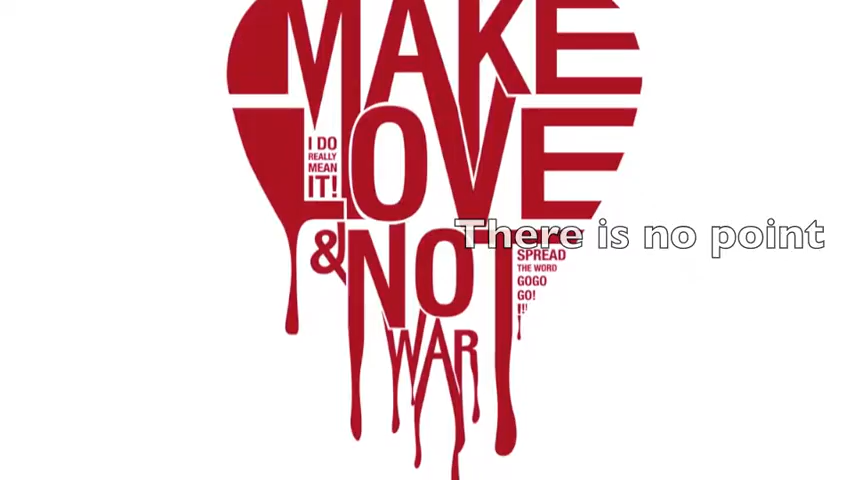 MAKE
LOVE
I DO
REALLY
MEAN
IT!
& NOT
There is no point
SPREAD
THE WORD
GOGO
GO!
!!!
WAR